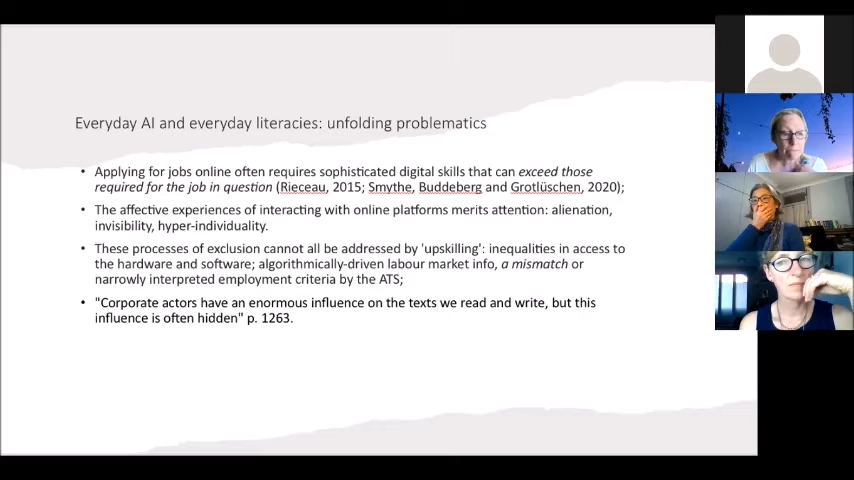 Everyday AI and everyday literacies: unfolding problematics
• Applying for jobs online often requires sophisticated digital skills that can exceed those
required for the job in question (Rieceau, 2015; Smythe, Buddeberg and Grotlüschen, 2020);
• The affective experiences of interacting with online platforms merits attention: alienation,
invisibility, hyper-individuality.
• These processes of exclusion cannot all be addressed by 'upskilling': inequalities in access to
the hardware and software; algorithmically-driven labour market info, a mismatch or
narrowly interpreted employment criteria by the ATS;
• "Corporate actors have an enormous influence on the texts we read and write, but this
influence is often hidden" p. 1263.